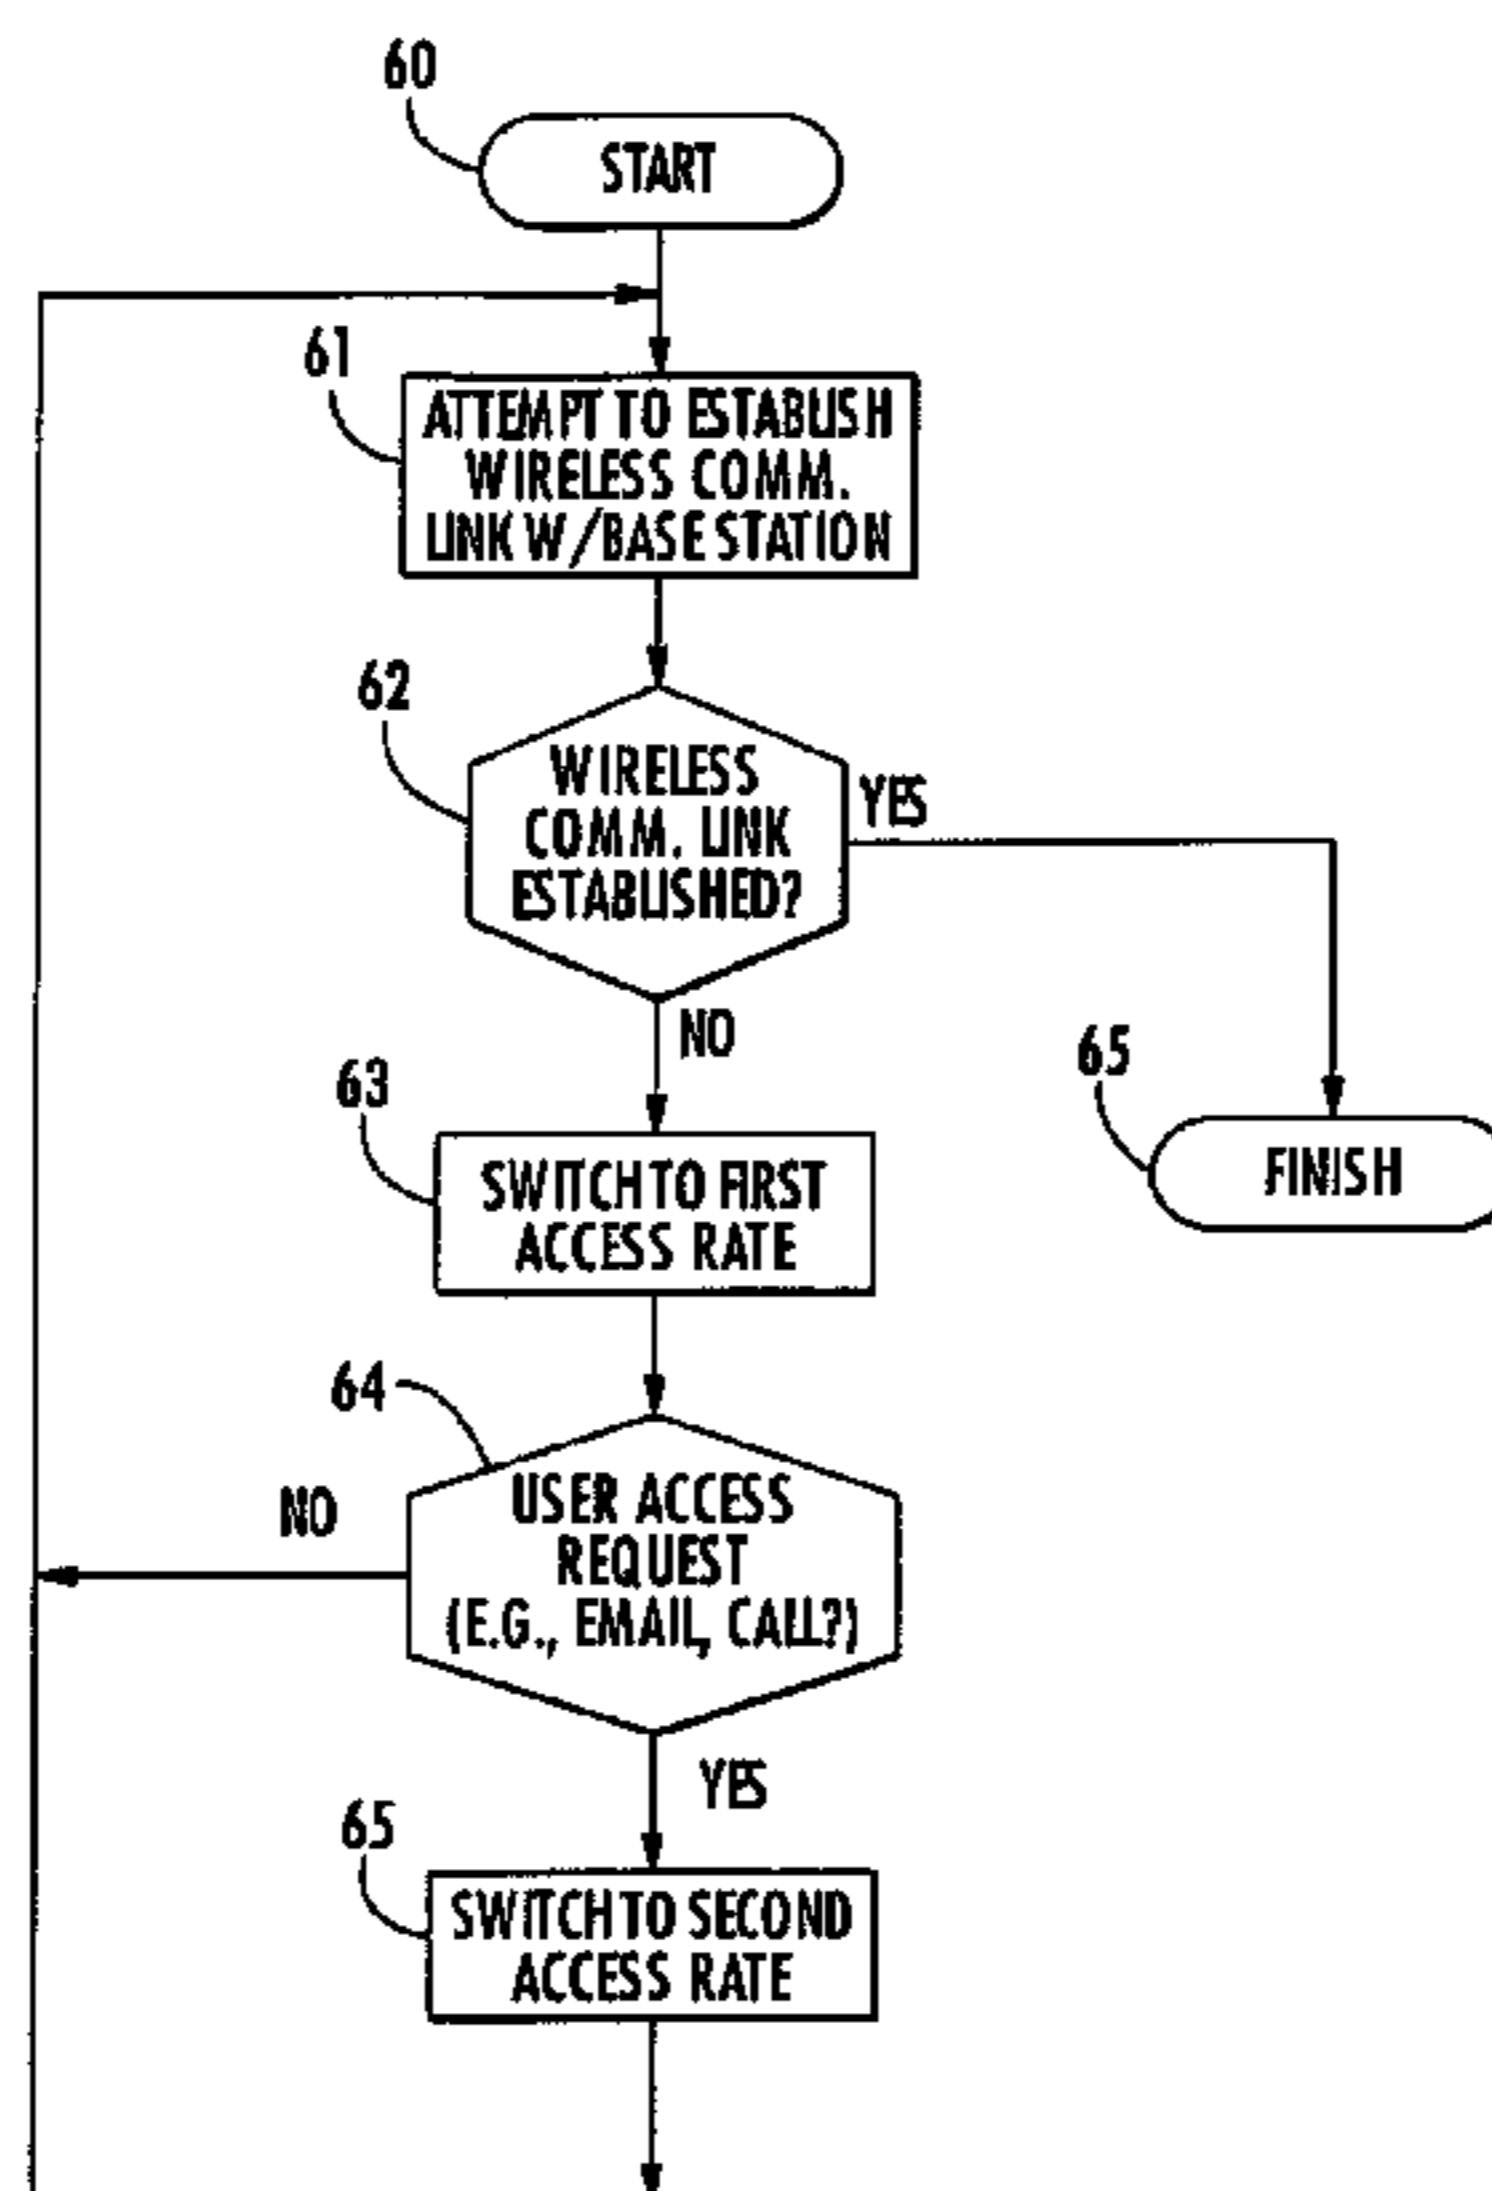 60
START
61
ATTEMPT TO ESTABLISH
WIRELESS COMM.
LINK W/BASE STATION
62
WIRELESS
COMM. LINK
ESTABLISHED?
YES
NO
63
SWITCH TO FIRST
ACCESS RATE
65
FINISH
64
USER ACCESS
REQUEST
(E.G., EMAIL, CALL?)
NO
YES
65
SWITCH TO SECOND
ACCESS RATE